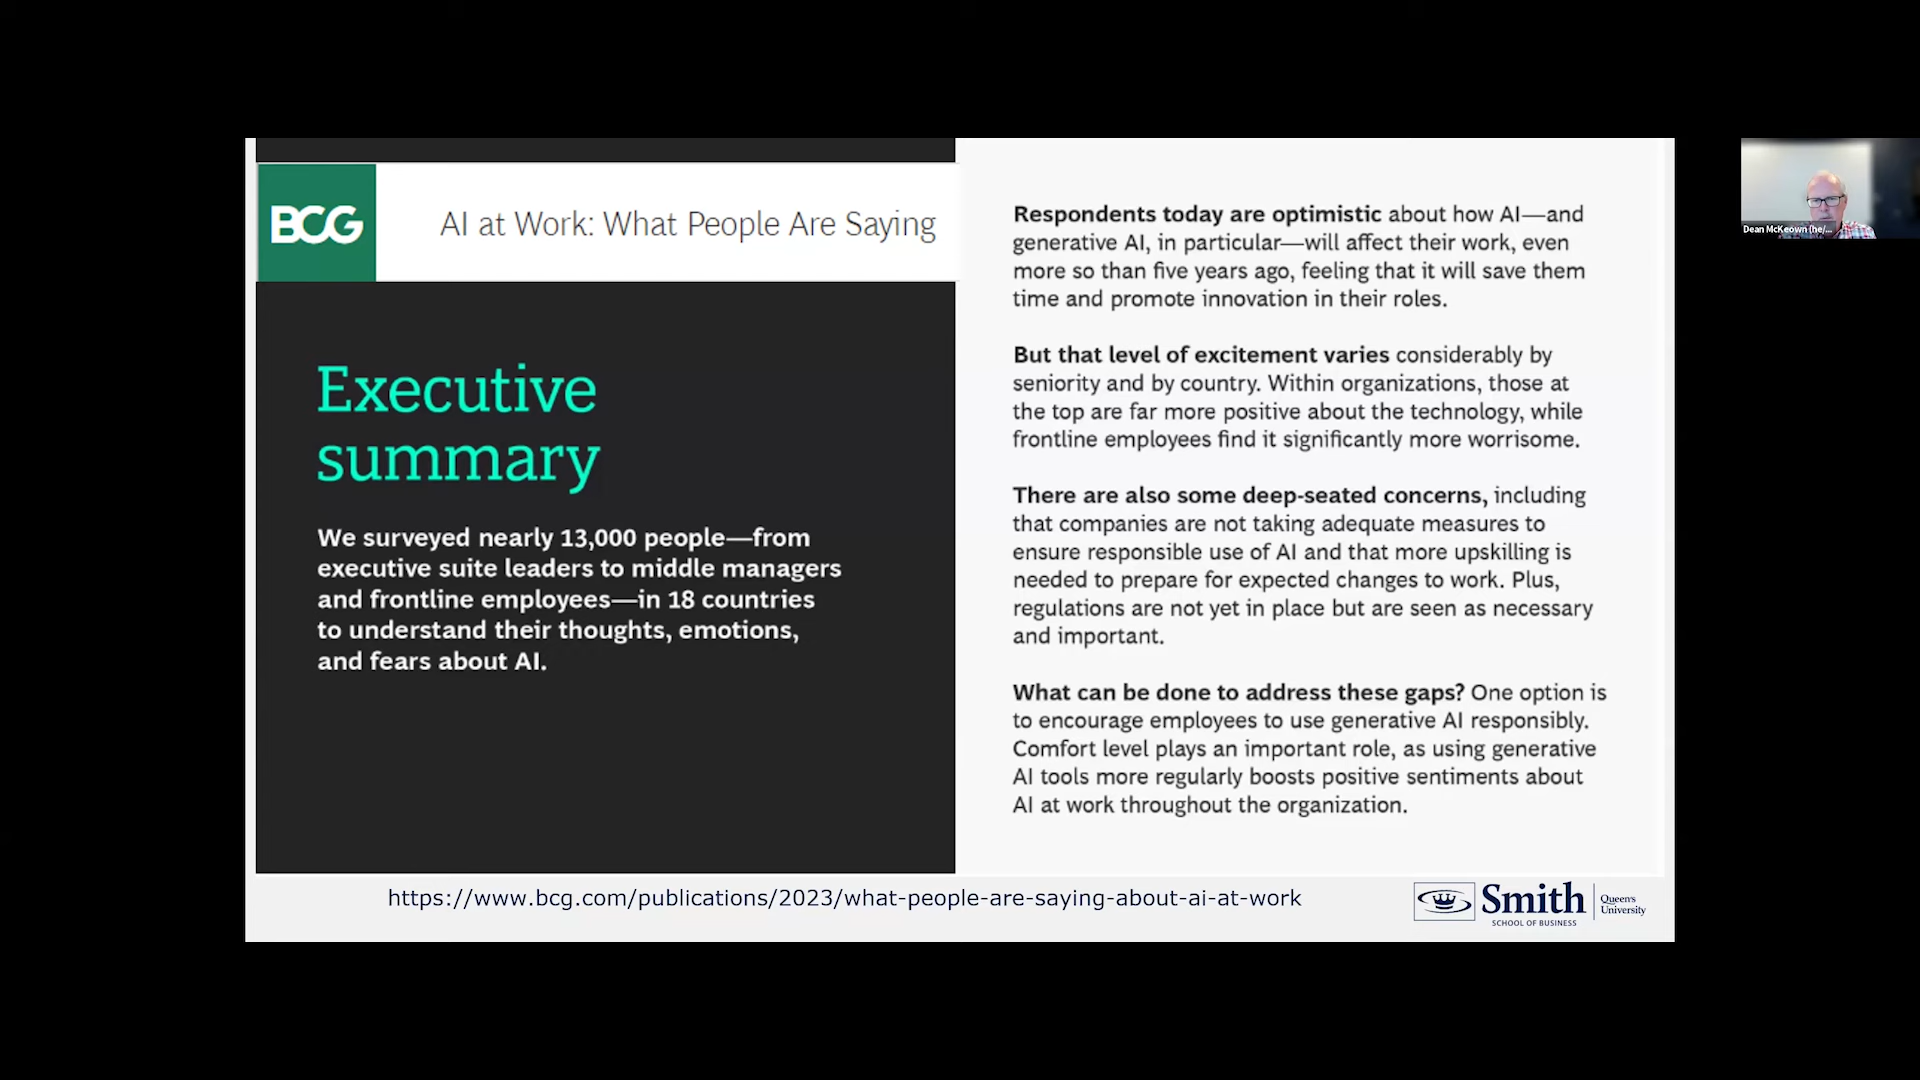 BCG
AI at Work: What People Are Saying
Executive
summary
We surveyed nearly 13,000 people—from
executive suite leaders to middle managers
and frontline employees—in 18 countries
to understand their thoughts, emotions,
and fears about AI.
Respondents today are optimistic about how AI—and
generative AI, in particular—will affect their work, even
more so than five years ago, feeling that it will save them
time and promote innovation in their roles.
But that level of excitement varies considerably by
seniority and by country. Within organizations, those at
the top are far more positive about the technology, while
frontline employees find it significantly more worrisome.
There are also some deep-seated concerns, including
that companies are not taking adequate measures to
ensure responsible use of AI and that more upskilling is
needed to prepare for expected changes to work. Plus,
regulations are not yet in place but are seen as necessary
and important.
What can be done to address these gaps? One option is
to encourage employees to use generative AI responsibly.
Comfort level plays an important role, as using generative
AI tools more regularly boosts positive sentiments about
AI at work throughout the organization.
https://www.bcg.com/publications/2023/what-people-are-saying-about-ai-at-work
Smith
SCHOOL OF BUSINESS
Queen's
University
Dean McKeown (he/...